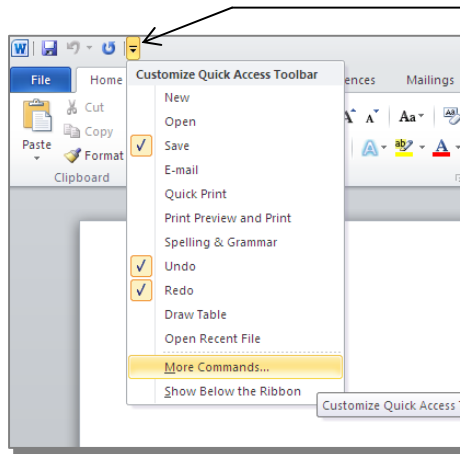 W
File Home ences Mailings
Customize Quick Access Toolbar
New
Open
Save
E-mail
Quick Print
Print Preview and Print
Spelling & Grammar
Undo
Redo
Draw Table
Open Recent File
More Commands...
Show Below the Ribbon
Cut
Copy
Paste
Format
Clipboard
A A Aa
A ab A
Customize Quick Access